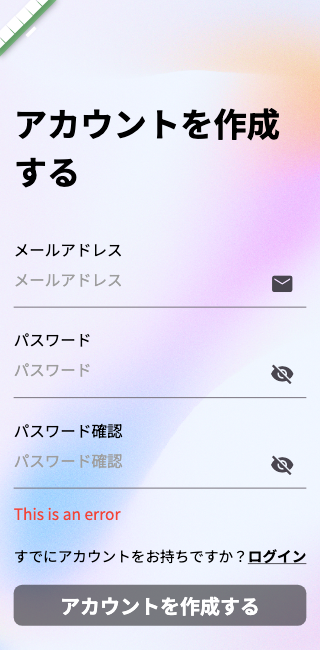 アカウントを作成
する
メールアドレス
メールアドレス
パスワード
パスワード
パスワード確認
パスワード確認
This is an error
すでにアカウントをお持ちですか？ログイン
アカウントを作成する